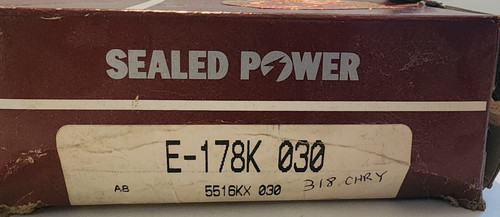 SEALED POWER
E-178K 030
AB 5516KX 030 318 CHRY